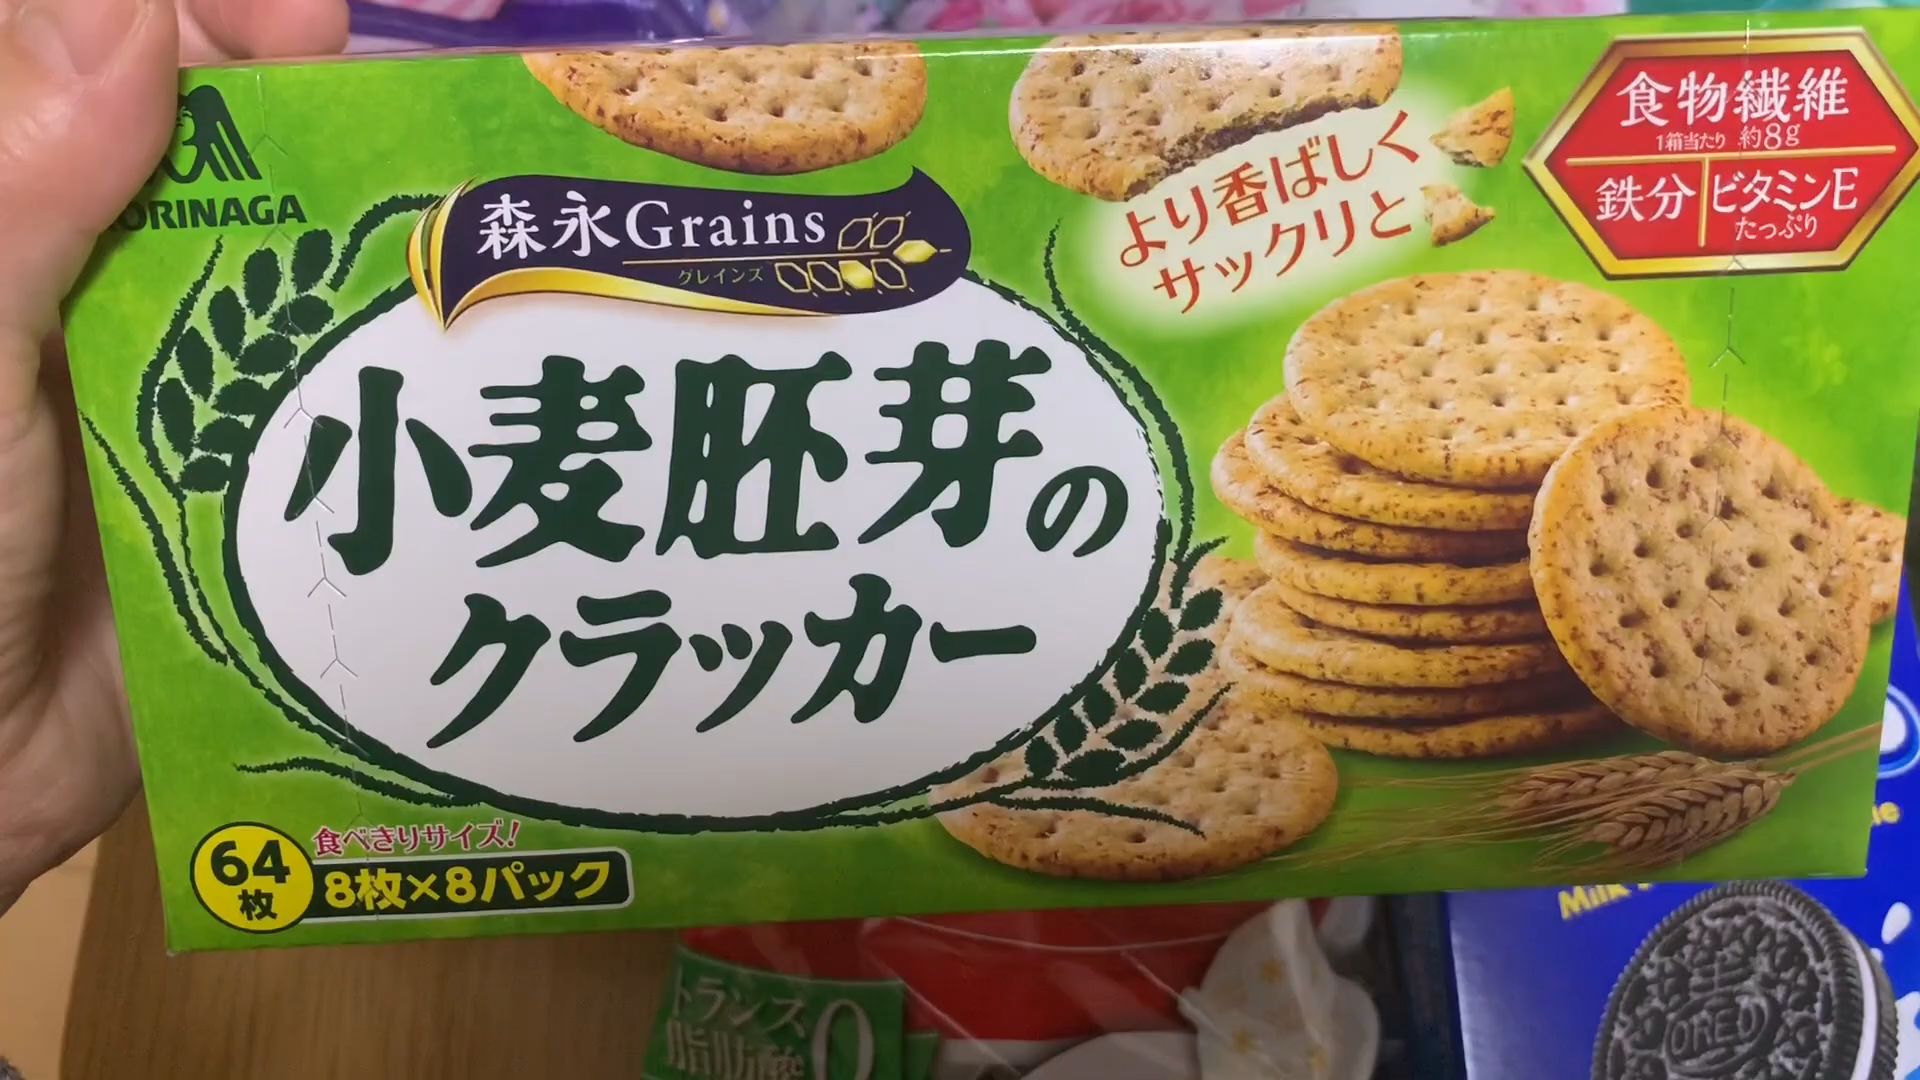 MORINAGA
森永Grains
グレインズ
小麦胚芽の
クラッカー
より香ばしく
サックリと
食物繊維
1箱当たり 約8g
鉄分
ビタミンE
たっぷり
64
枚
食べきりサイズ!
8枚×8パック
トランス
脂肪酸
0
Milk
OREO